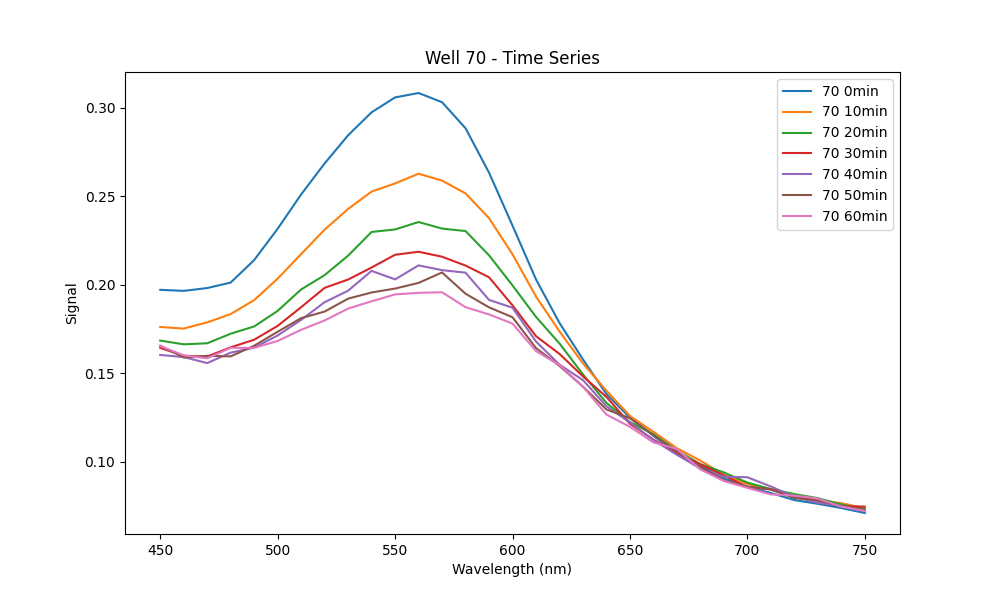 Well 70 - Time Series
70 0min
70 10min
70 20min
70 30min
70 40min
70 50min
70 60min
Signal
0.30
0.25
0.20
0.15
0.10
450 500 550 600 650 700 750
Wavelength (nm)